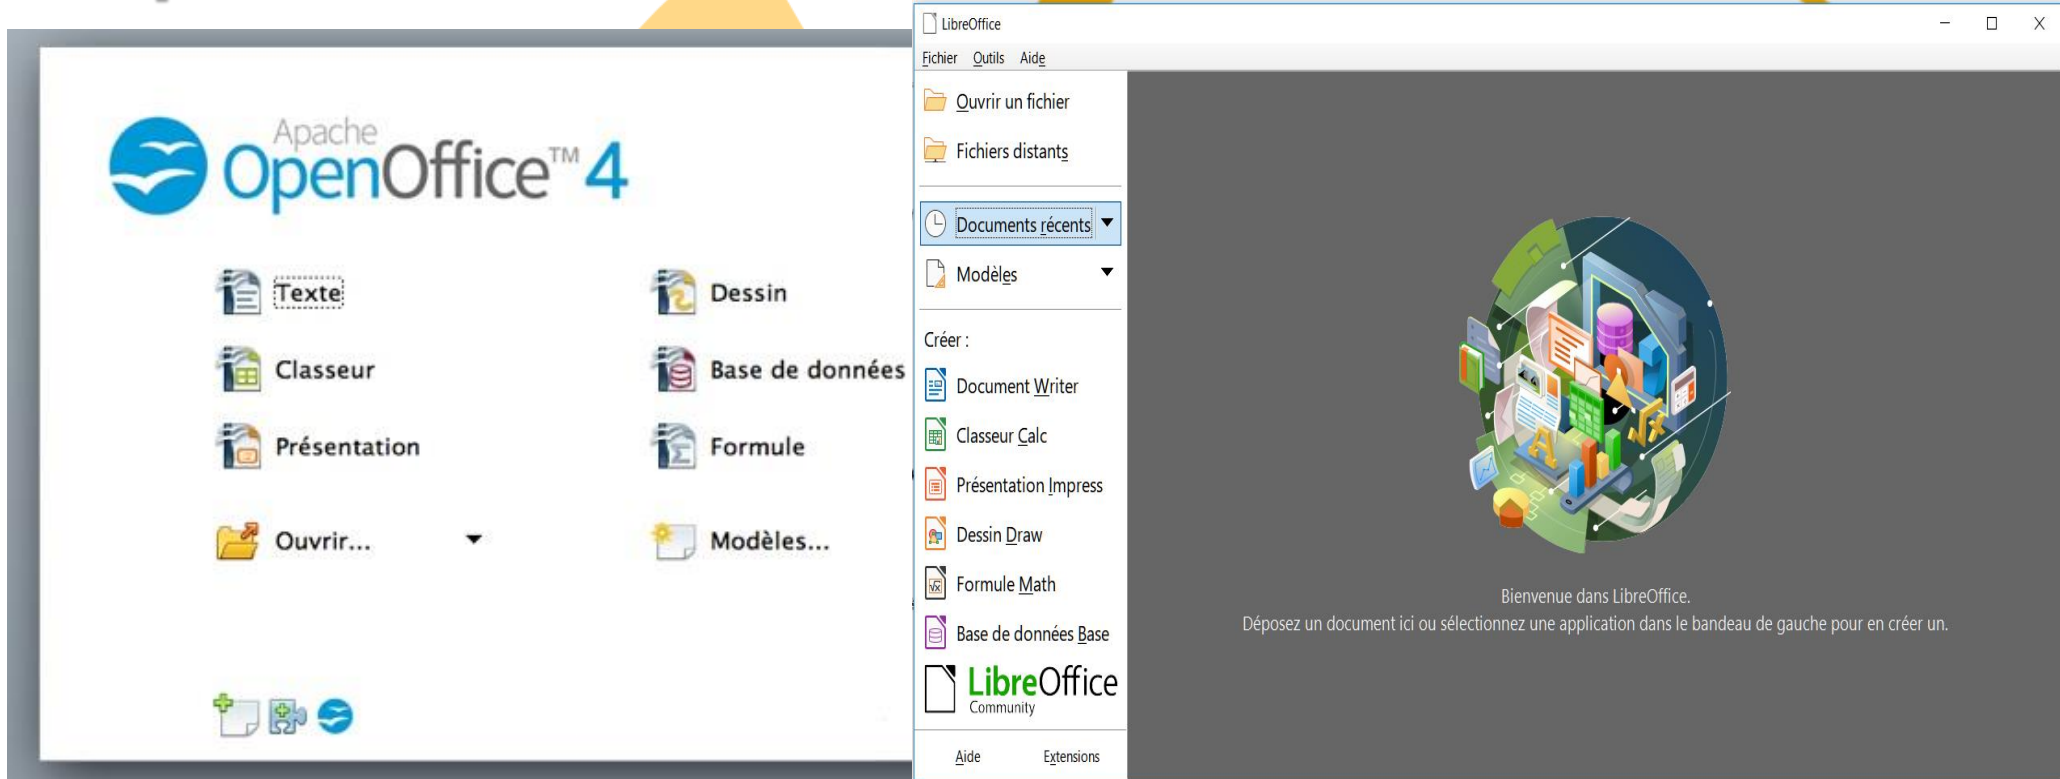 Apache
OpenOffice™ 4
Texte
Dessin
Classeur
Base de données
Présentation
Formule
Ouvrir...
Modèles...
LibreOffice
Fichier Outils Aide
Ouvrir un fichier
Fichiers distants
Documents récents
Modèles
Créer :
Document Writer
Classeur Calc
Présentation Impress
Dessin Draw
Formule Math
Base de données Base
LibreOffice
Community
Aide Extensions
Bienvenue dans LibreOffice.
Déposez un document ici ou sélectionnez une application dans le bandeau de gauche pour en créer un.